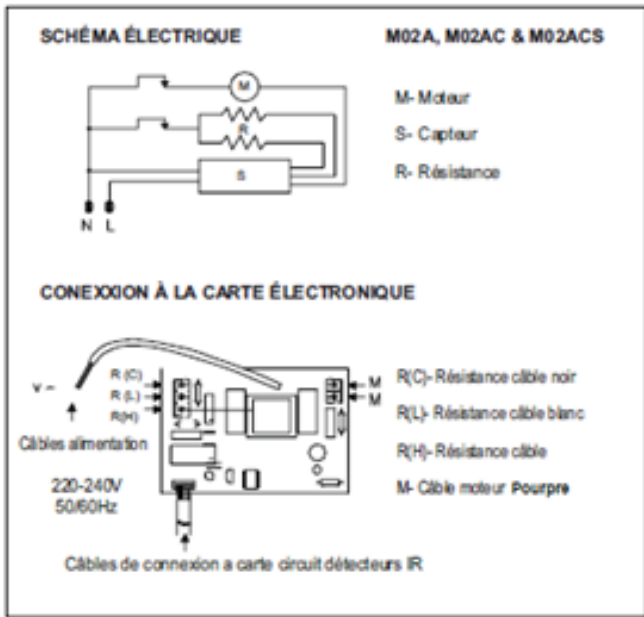 SCHÉMA ÉLECTRIQUE
M02A, M02AC & M02ACS
M
R
S
N L
M- Moteur
S- Capteur
R- Résistance
CONEXXION À LA CARTE ÉLECTRONIQUE
R (C)
R (L)
R(H)
V ~
Câbles alimentation
220-240V
50/60Hz
M
M
R(C)- Résistance câble noir
R(L)- Résistance câble blanc
R(H)- Résistance câble
M- Câble moteur Pourpre
Câbles de connexion a carte circuit détecteurs IR